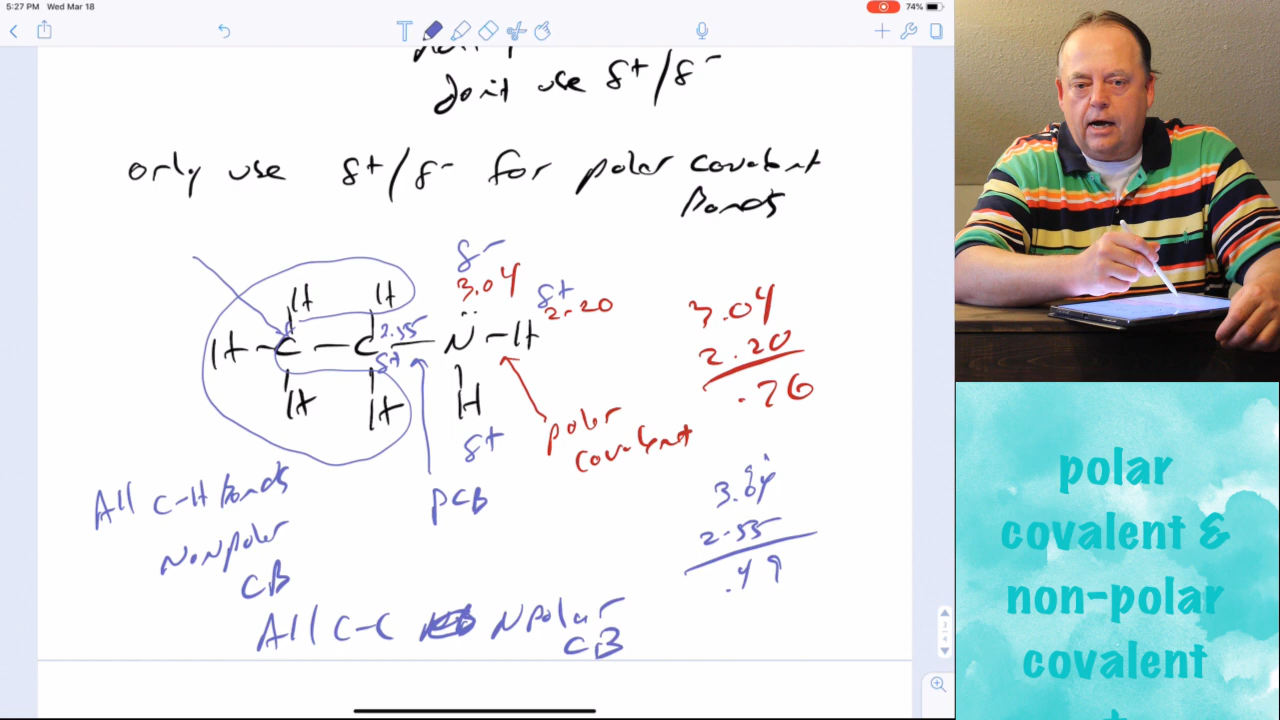 5:27 PM Wed Mar 18
74%
don't use δ+/δ-
only use δ+/δ- for polar covalent
Bonds
δ-
3.04
δ+
2.20
H H
H - C - C 2.55 - N - H
δ+
H H H
δ+
polar
covalent
3.04
2.20
.76
All C-H Bonds
Nonpolar
CB
PCB
3.04
2.55
.49
All C-C NPolar
CB
polar
covalent &
non-polar
covalent